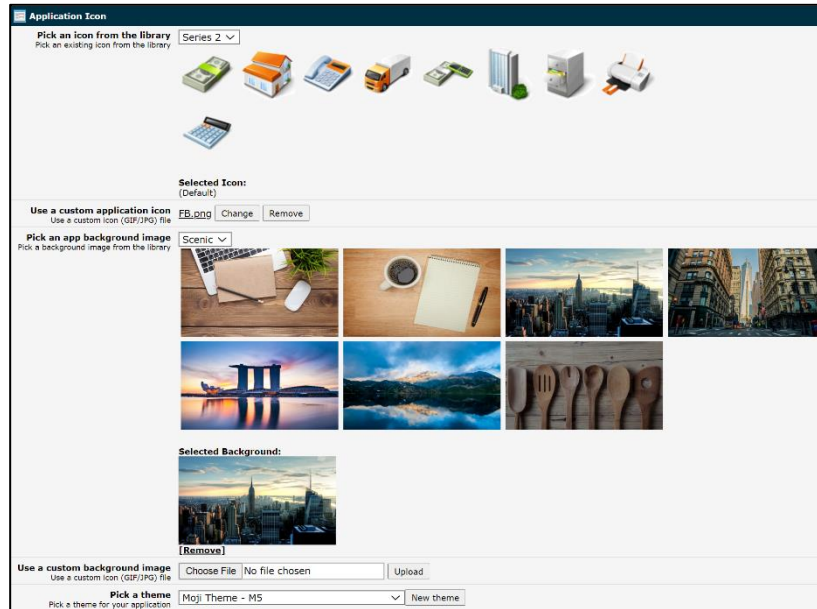 Application Icon
Pick an icon from the library Series 2
Pick an existing icon from the library
Selected Icon:
(Default)
Use a custom application icon FB.png Change Remove
Use a custom icon (GIF/JPG) file
Pick an app background image Scenic
Pick a background image from the library
Selected Background:
[Remove]
Use a custom background image Choose File No file chosen Upload
Use a custom icon (GIF/JPG) file
Pick a theme Moji Theme - M5 New theme
Pick a theme for your application